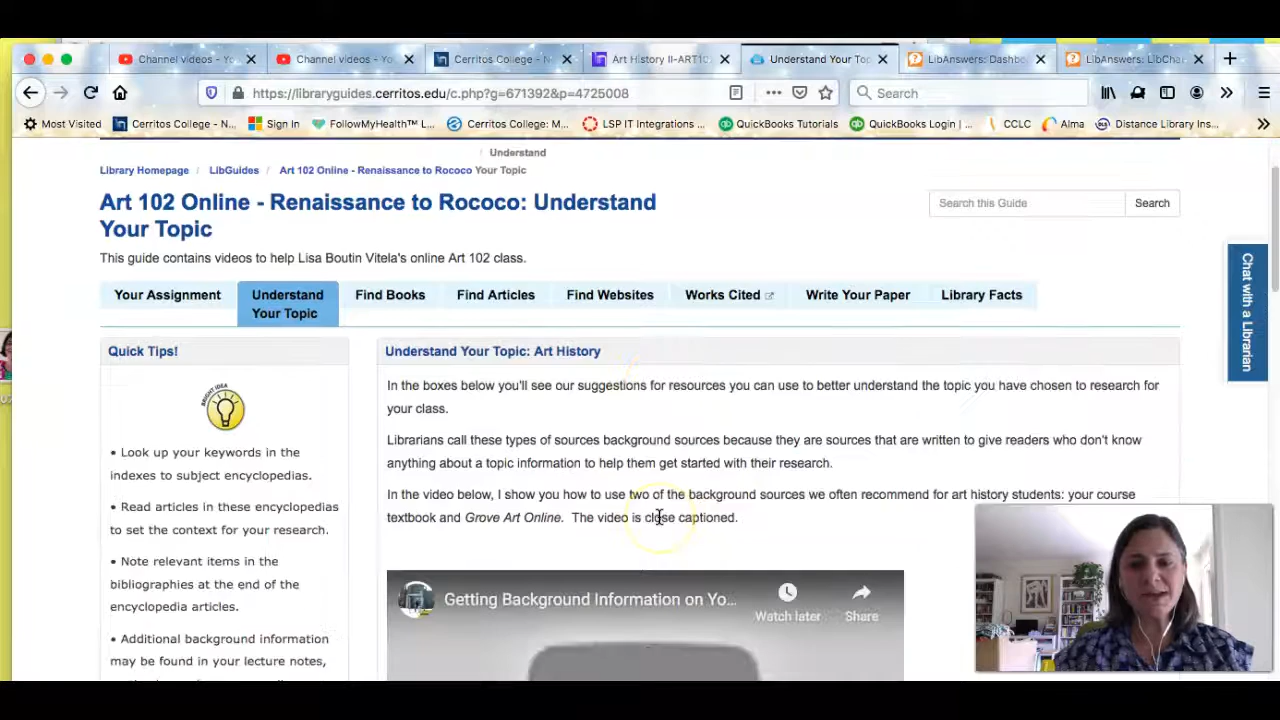 Channel videos - Yo
Channel videos - Yo
Cerritos College - N
Art History II-ART10
Understand Your To
LibAnswers: Dashbo
LibAnswers: LibCha
https://libraryguides.cerritos.edu/c.php?g=671392&p=4725008
Search
Most Visited
Cerritos College - N...
Sign In
FollowMyHealth™ L...
Cerritos College: M...
LSP IT Integrations ...
QuickBooks Tutorials
QuickBooks Login | ...
CCLC
Alma
Distance Library Ins...
/ Understand
Library Homepage / LibGuides / Art 102 Online - Renaissance to Rococo Your Topic
Art 102 Online - Renaissance to Rococo: Understand
Your Topic
Search this Guide
Search
This guide contains videos to help Lisa Boutin Vitela's online Art 102 class.
Chat with a Librarian
Your Assignment
Understand
Your Topic
Find Books
Find Articles
Find Websites
Works Cited
Write Your Paper
Library Facts
Quick Tips!
BRIGHT IDEA
• Look up your keywords in the
indexes to subject encyclopedias.
• Read articles in these encyclopedias
to set the context for your research.
• Note relevant items in the
bibliographies at the end of the
encyclopedia articles.
• Additional background information
may be found in your lecture notes,
Understand Your Topic: Art History
In the boxes below you'll see our suggestions for resources you can use to better understand the topic you have chosen to research for
your class.
Librarians call these types of sources background sources because they are sources that are written to give readers who don't know
anything about a topic information to help them get started with their research.
In the video below, I show you how to use two of the background sources we often recommend for art history students: your course
textbook and Grove Art Online. The video is close captioned.
Getting Background Information on Yo...
Watch later
Share